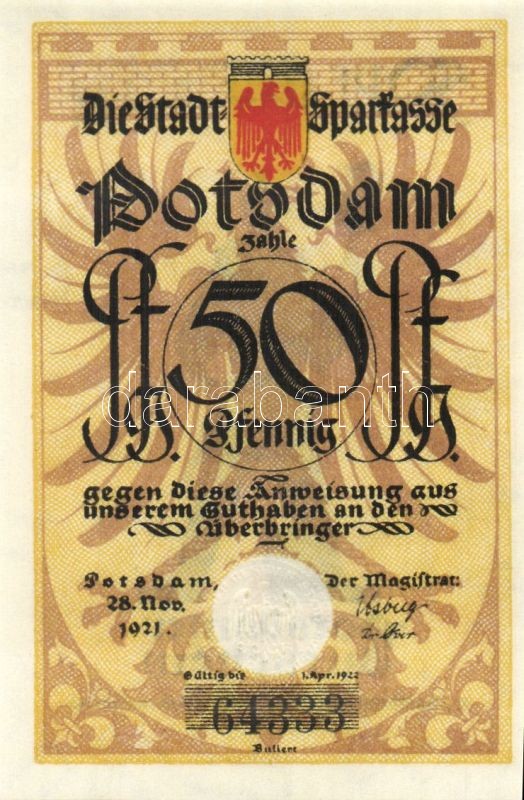 Die Stadt-Sparkasse
Potsdam
zahle
Pf. 50 Pf.
Pfennig
gegen diese Anweisung aus
unserem Guthaben an den
Überbringer
Potsdam, Der Magistrat:
28. Nov.
1921.
Gültig bis 1. Apr. 1922
64333
darabanth